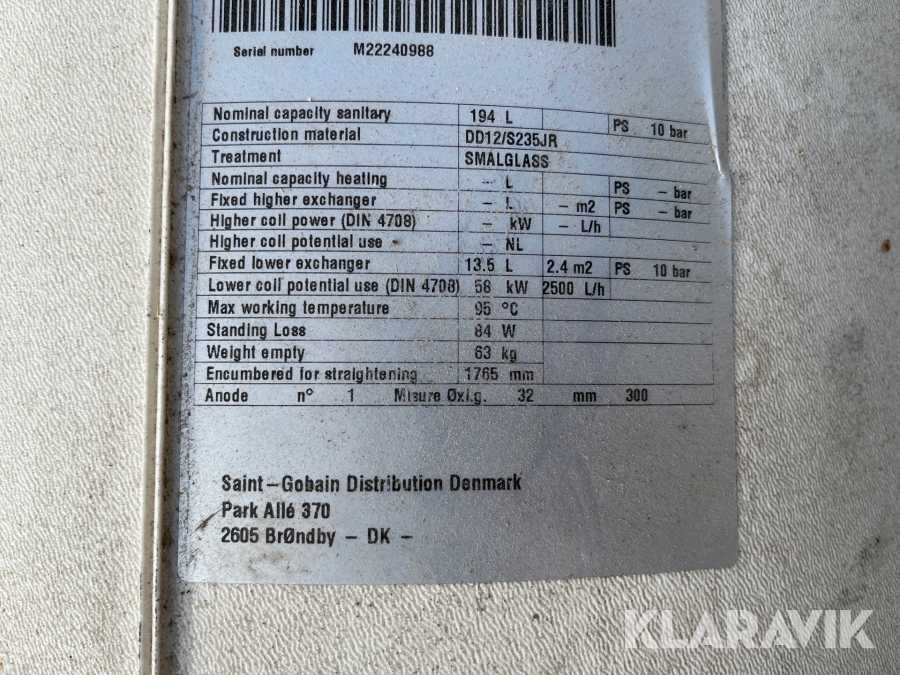 Serial number M22240988
Nominal capacity sanitary 194 L PS 10 bar
Construction material DD12/S235JR
Treatment SMALGLASS
Nominal capacity heating – L PS – bar
Fixed higher exchanger – L – m2 PS – bar
Higher coil power (DIN 4708) – kW – L/h
Higher coil potential use – NL
Fixed lower exchanger 13.5 L 2.4 m2 PS 10 bar
Lower coil potential use (DIN 4708) 56 kW 2500 L/h
Max working temperature 95 °C
Standing Loss 84 W
Weight empty 63 kg
Encumbered for straightening 1765 mm
Anode n° 1 Misure Øxl.g. 32 mm 300
Saint–Gobain Distribution Denmark
Park Allé 370
2605 BrØndby – DK –
KLARAVIK